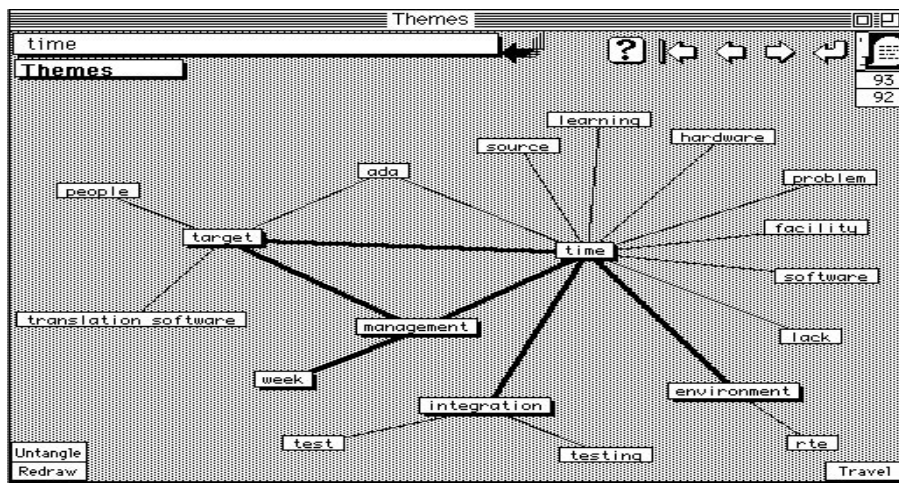 Themes
time
?
Themes
93
92
learning
source
hardware
ada
problem
people
facility
target
time
software
translation software
management
lack
week
environment
integration
test
testing
rte
Untangle
Redraw
Travel